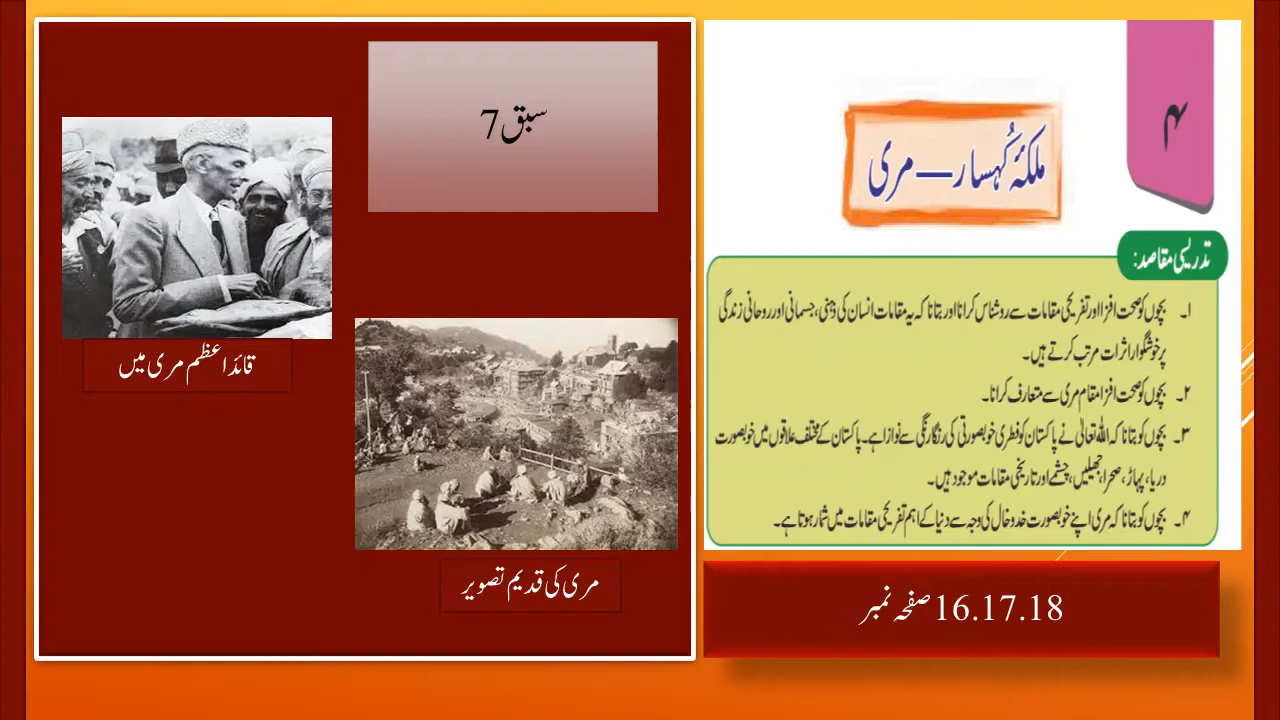 ۴
ملکۂ کُہسار — مری
تدریسی مقاصد:
۱۔ بچوں کو صحت افزا اور تفریحی مقامات سے روشناس کرانا اور بتانا کہ یہ مقامات انسان کی ذہنی، جسمانی اور روحانی زندگی
پر خوشگوار اثرات مرتب کرتے ہیں۔
۲۔ بچوں کو صحت افزا مقام مری سے متعارف کرانا۔
۳۔ بچوں کو بتانا کہ اللہ تعالیٰ نے پاکستان کو فطری خوبصورتی کی رنگارنگی سے نوازا ہے۔ پاکستان کے مختلف علاقوں میں خوبصورت
دریا، پہاڑ، صحرا، جھیلیں، چشمے اور تاریخی مقامات موجود ہیں۔
۴۔ بچوں کو بتانا کہ مری اپنے خوبصورت خدوخال کی وجہ سے دنیا کے اہم تفریحی مقامات میں شمار ہوتا ہے۔
16.17.18 صفحہ نمبر
سبق 7
قائداعظم مری میں
مری کی قدیم تصویر